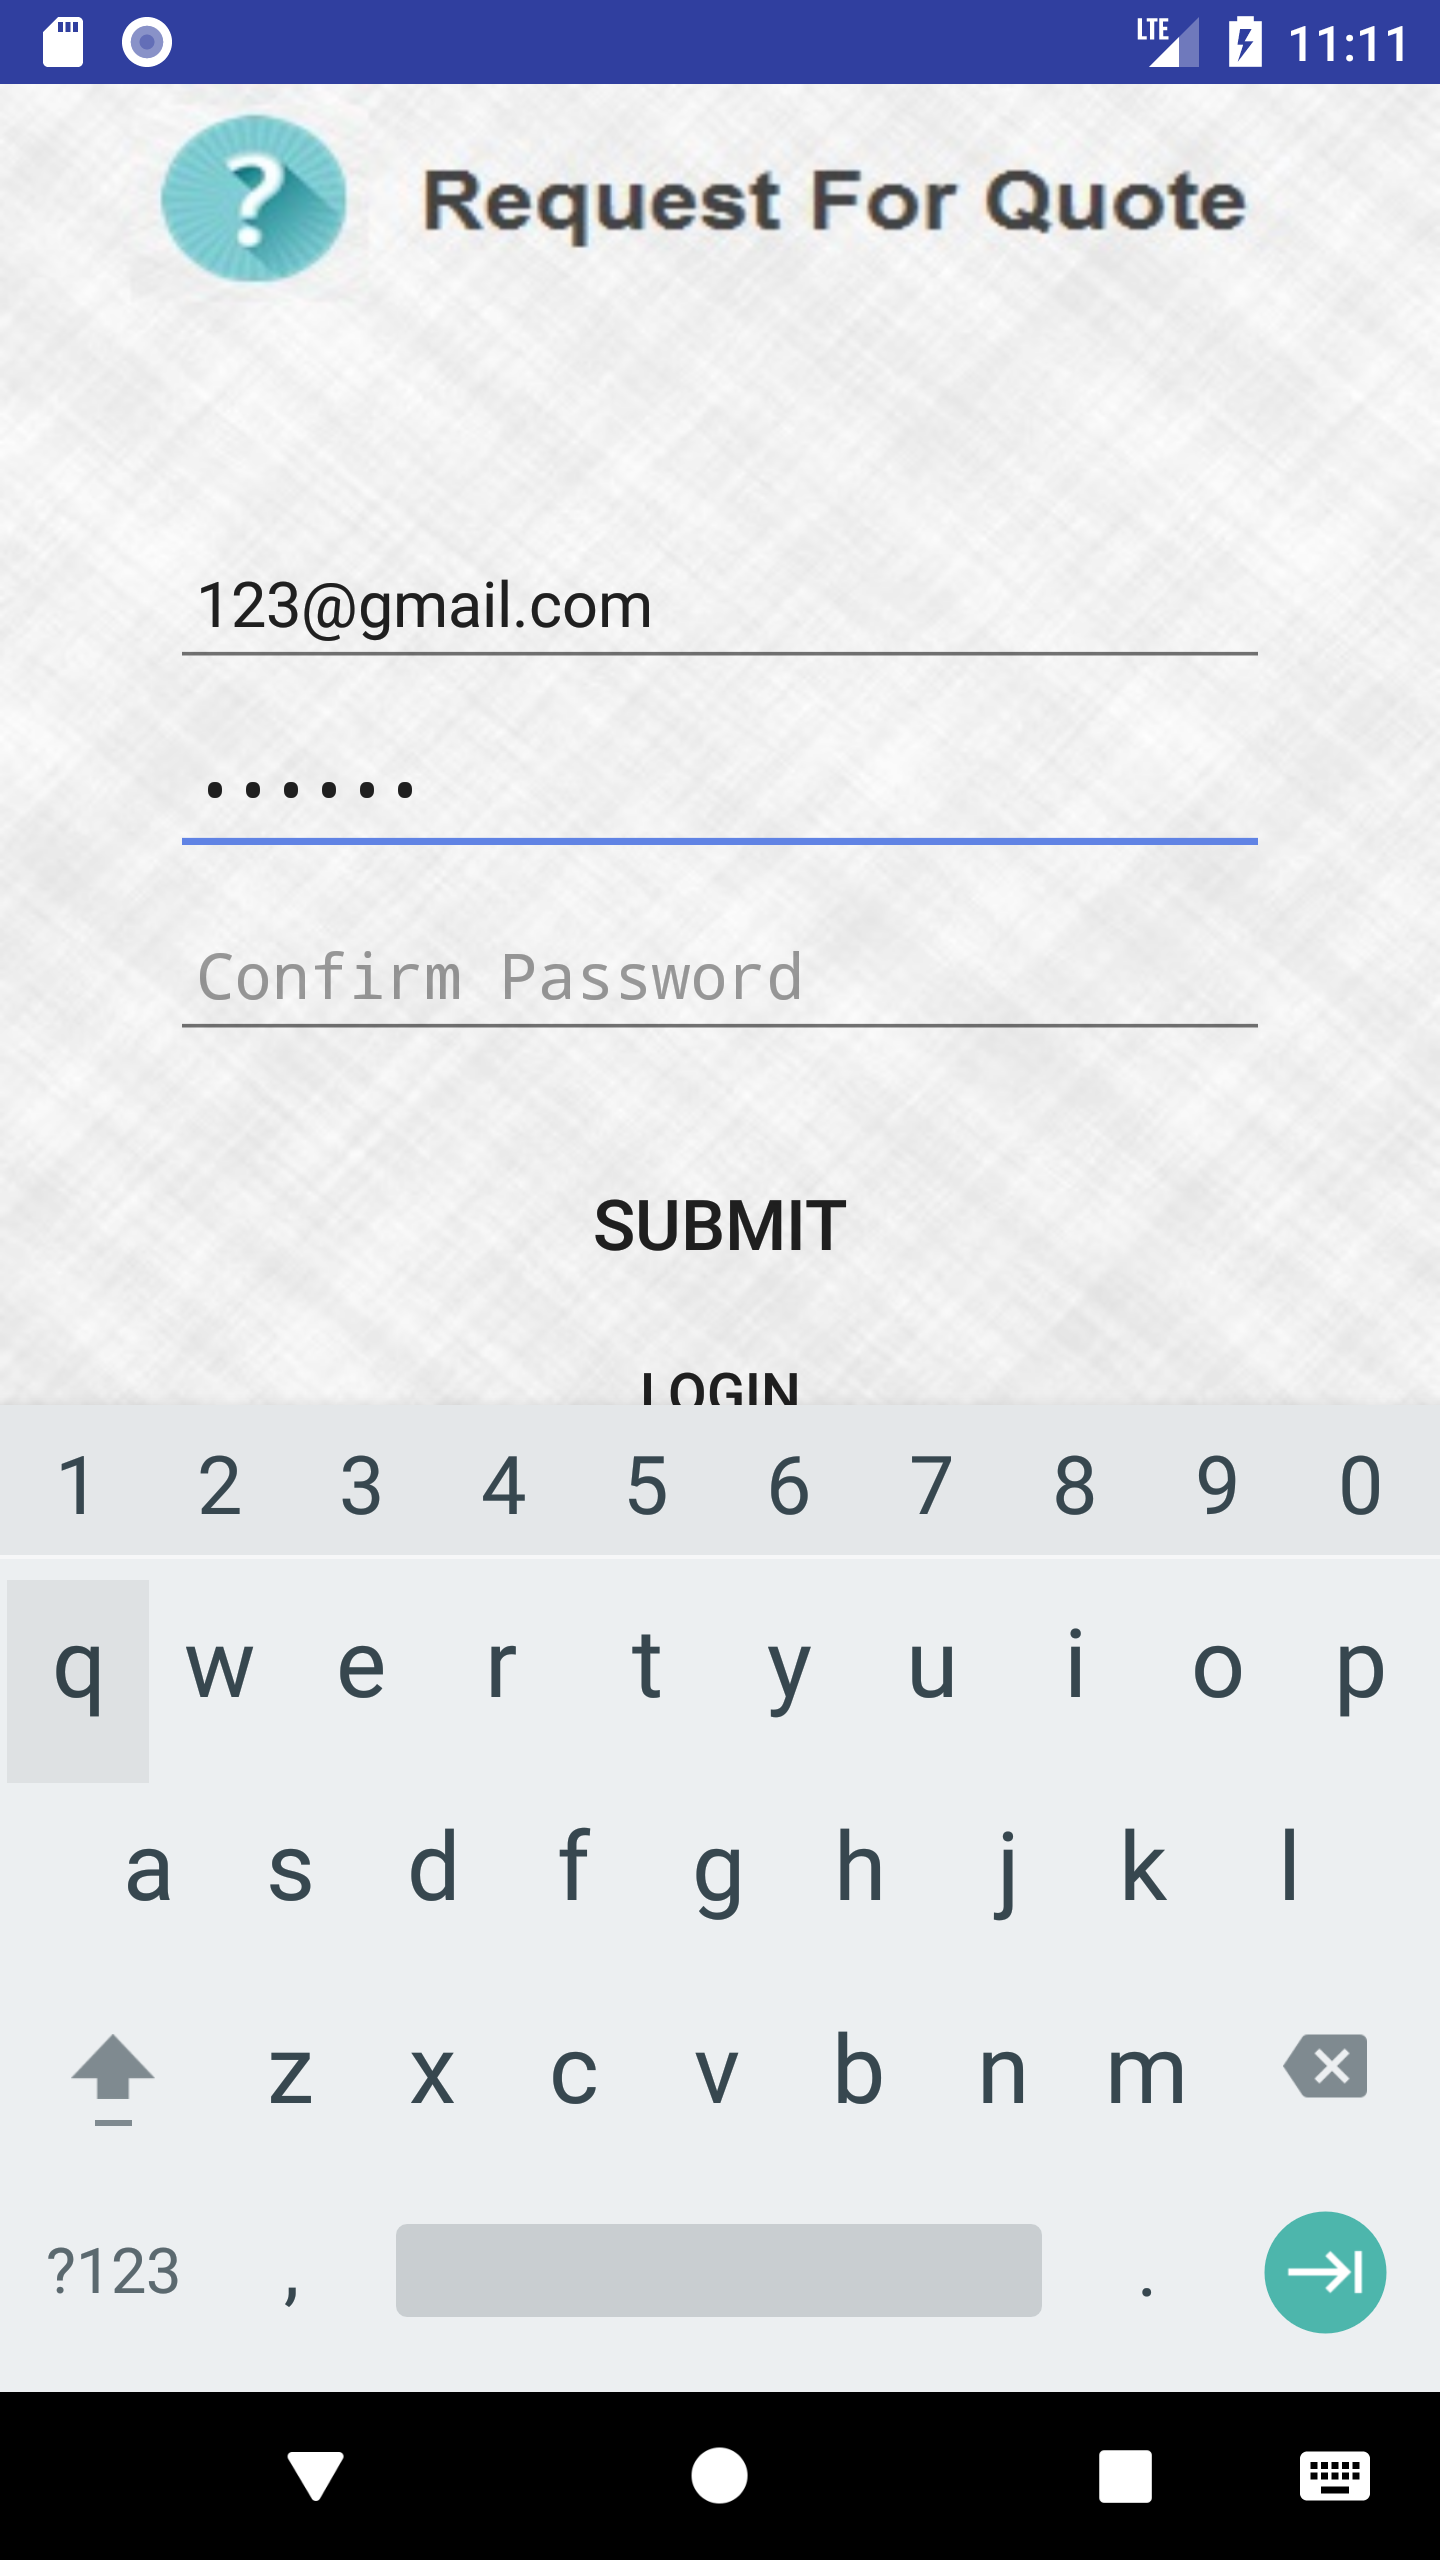 LTE 11:11
? Request For Quote
123@gmail.com
••••••
Confirm Password
SUBMIT
LOGIN
1 2 3 4 5 6 7 8 9 0
q w e r t y u i o p
a s d f g h j k l
z x c v b n m
?123 , .